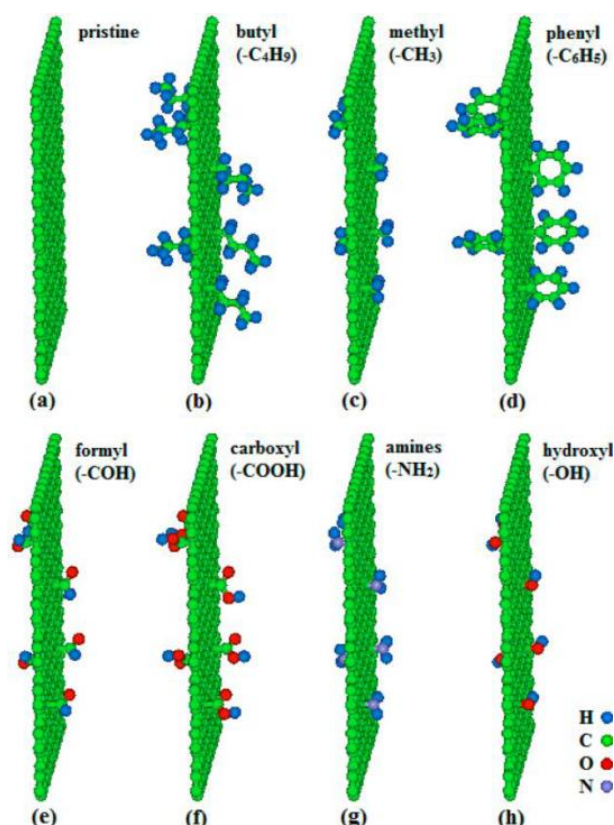 pristine
butyl
(-C₄H₉)
methyl
(-CH₃)
phenyl
(-C₆H₅)
(a)
(b)
(c)
(d)
formyl
(-COH)
carboxyl
(-COOH)
amines
(-NH₂)
hydroxyl
(-OH)
H
C
O
N
(e)
(f)
(g)
(h)